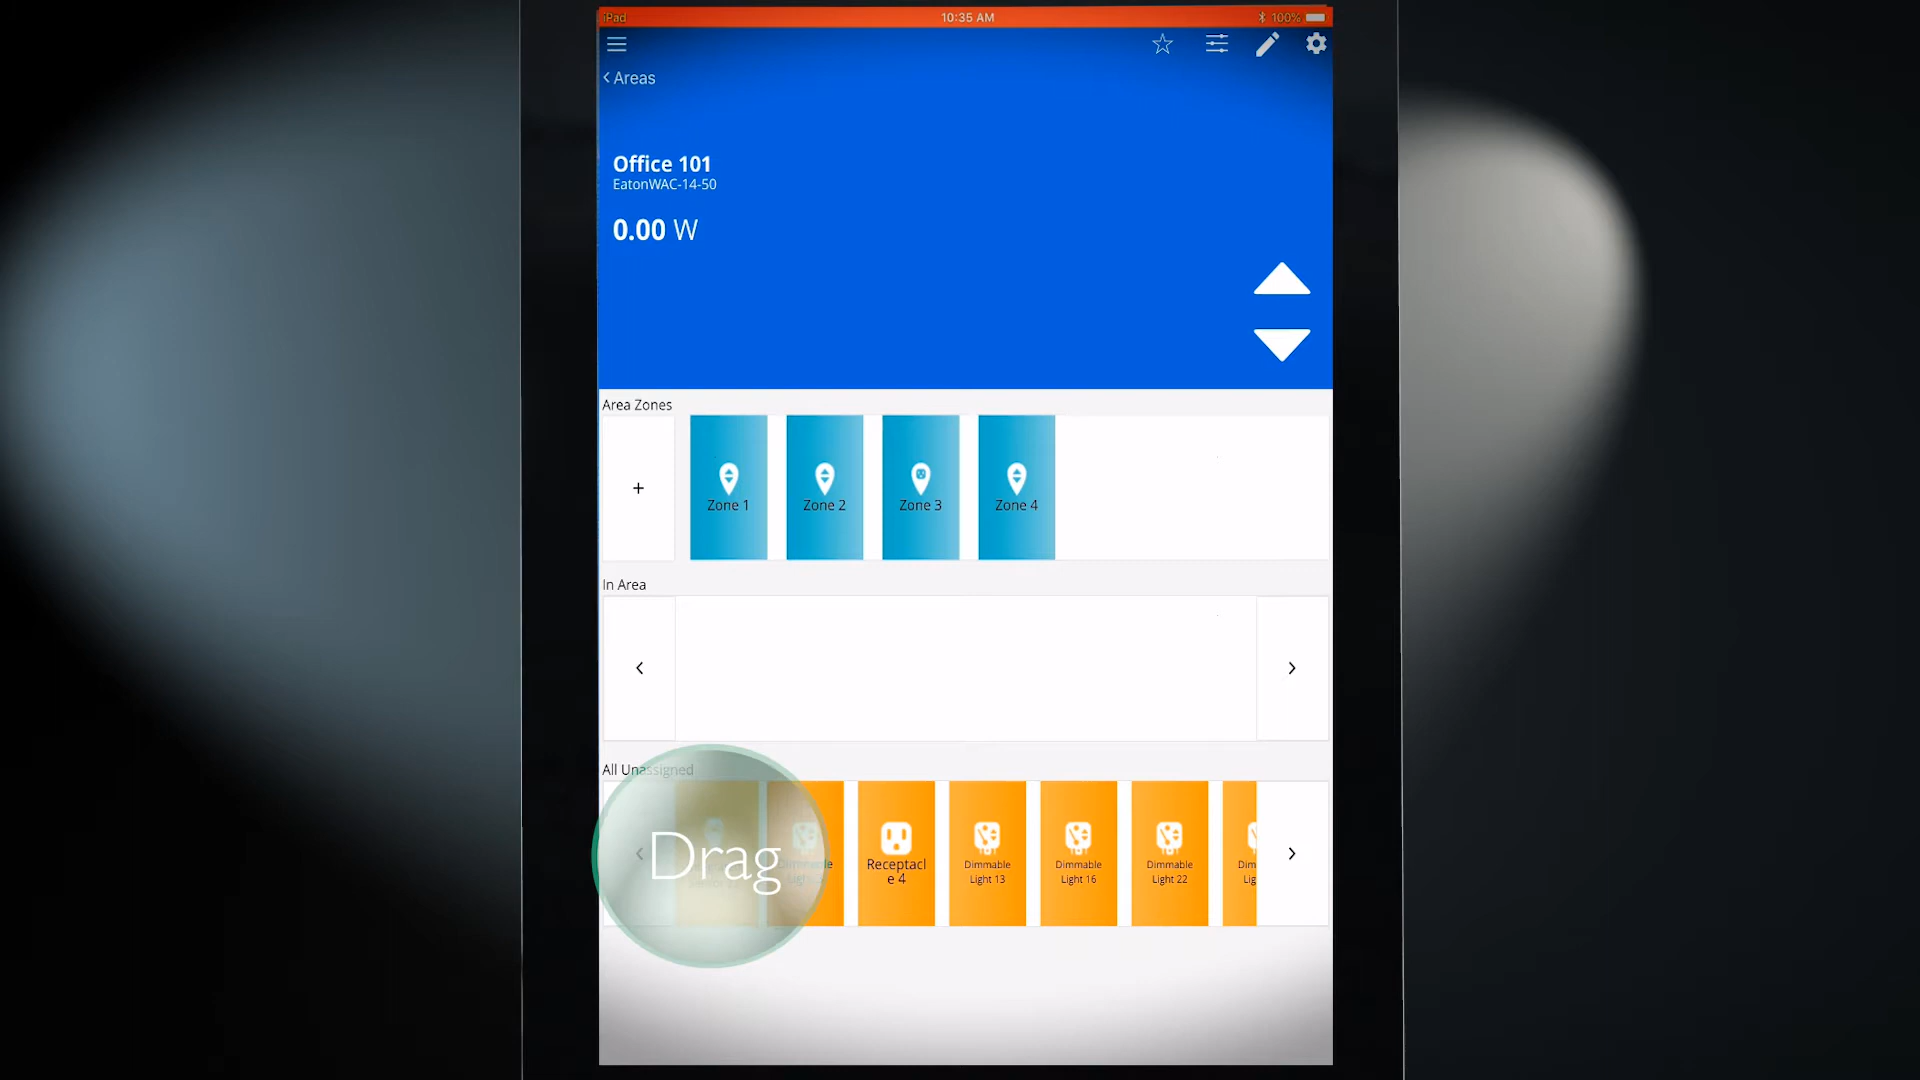 iPad
10:35 AM
100%
Areas
Office 101
EatonWAC-14-50
0.00 W
Area Zones
+
Zone 1
Zone 2
Zone 3
Zone 4
In Area
All Unassigned
Drag
Receptacl
e 4
Dimmable
Light 13
Dimmable
Light 16
Dimmable
Light 22
Dim
Lig